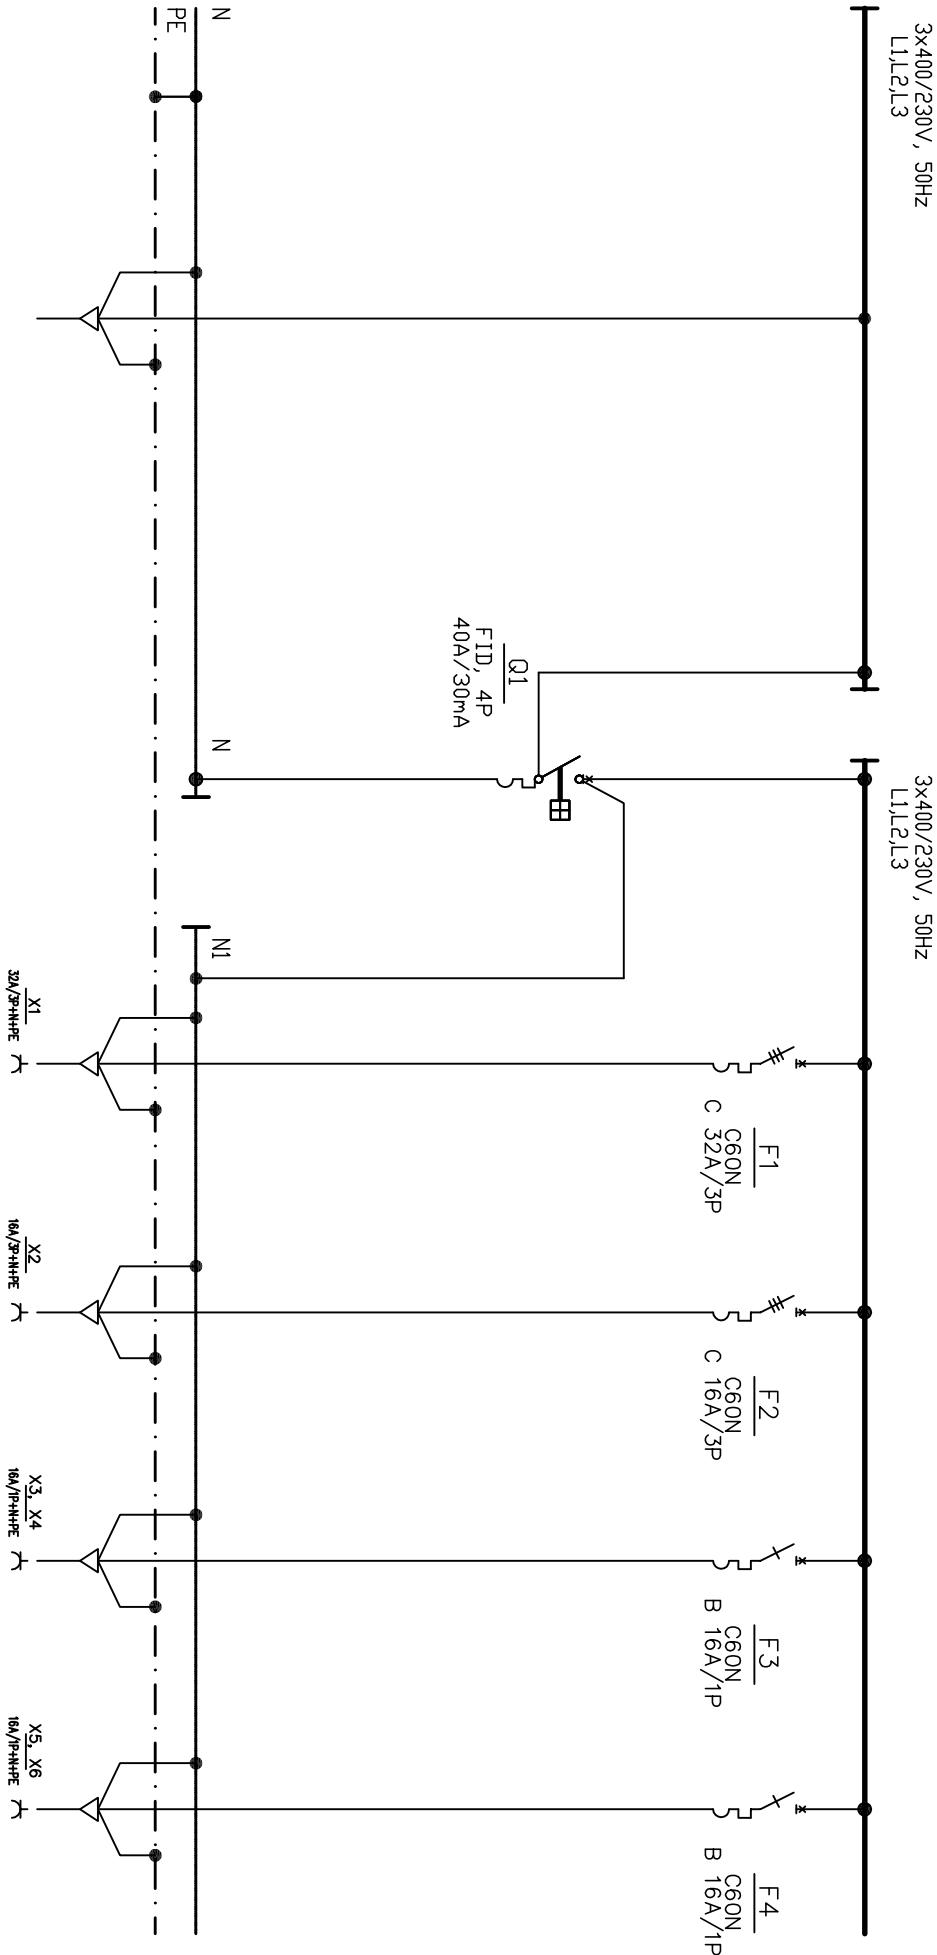 3x400/230V, 50Hz
L1,L2,L3
3x400/230V, 50Hz
L1,L2,L3
F1
C60N
C 32A/3P
F2
C60N
C 16A/3P
F3
C60N
B 16A/1P
F4
C60N
B 16A/1P
Q1
FID, 4P
40A/30mA
N
PE
N
N1
X1
32A/3P+N+PE
X2
16A/3P+N+PE
X3, X4
16A/1P+N+PE
X5, X6
16A/1P+N+PE